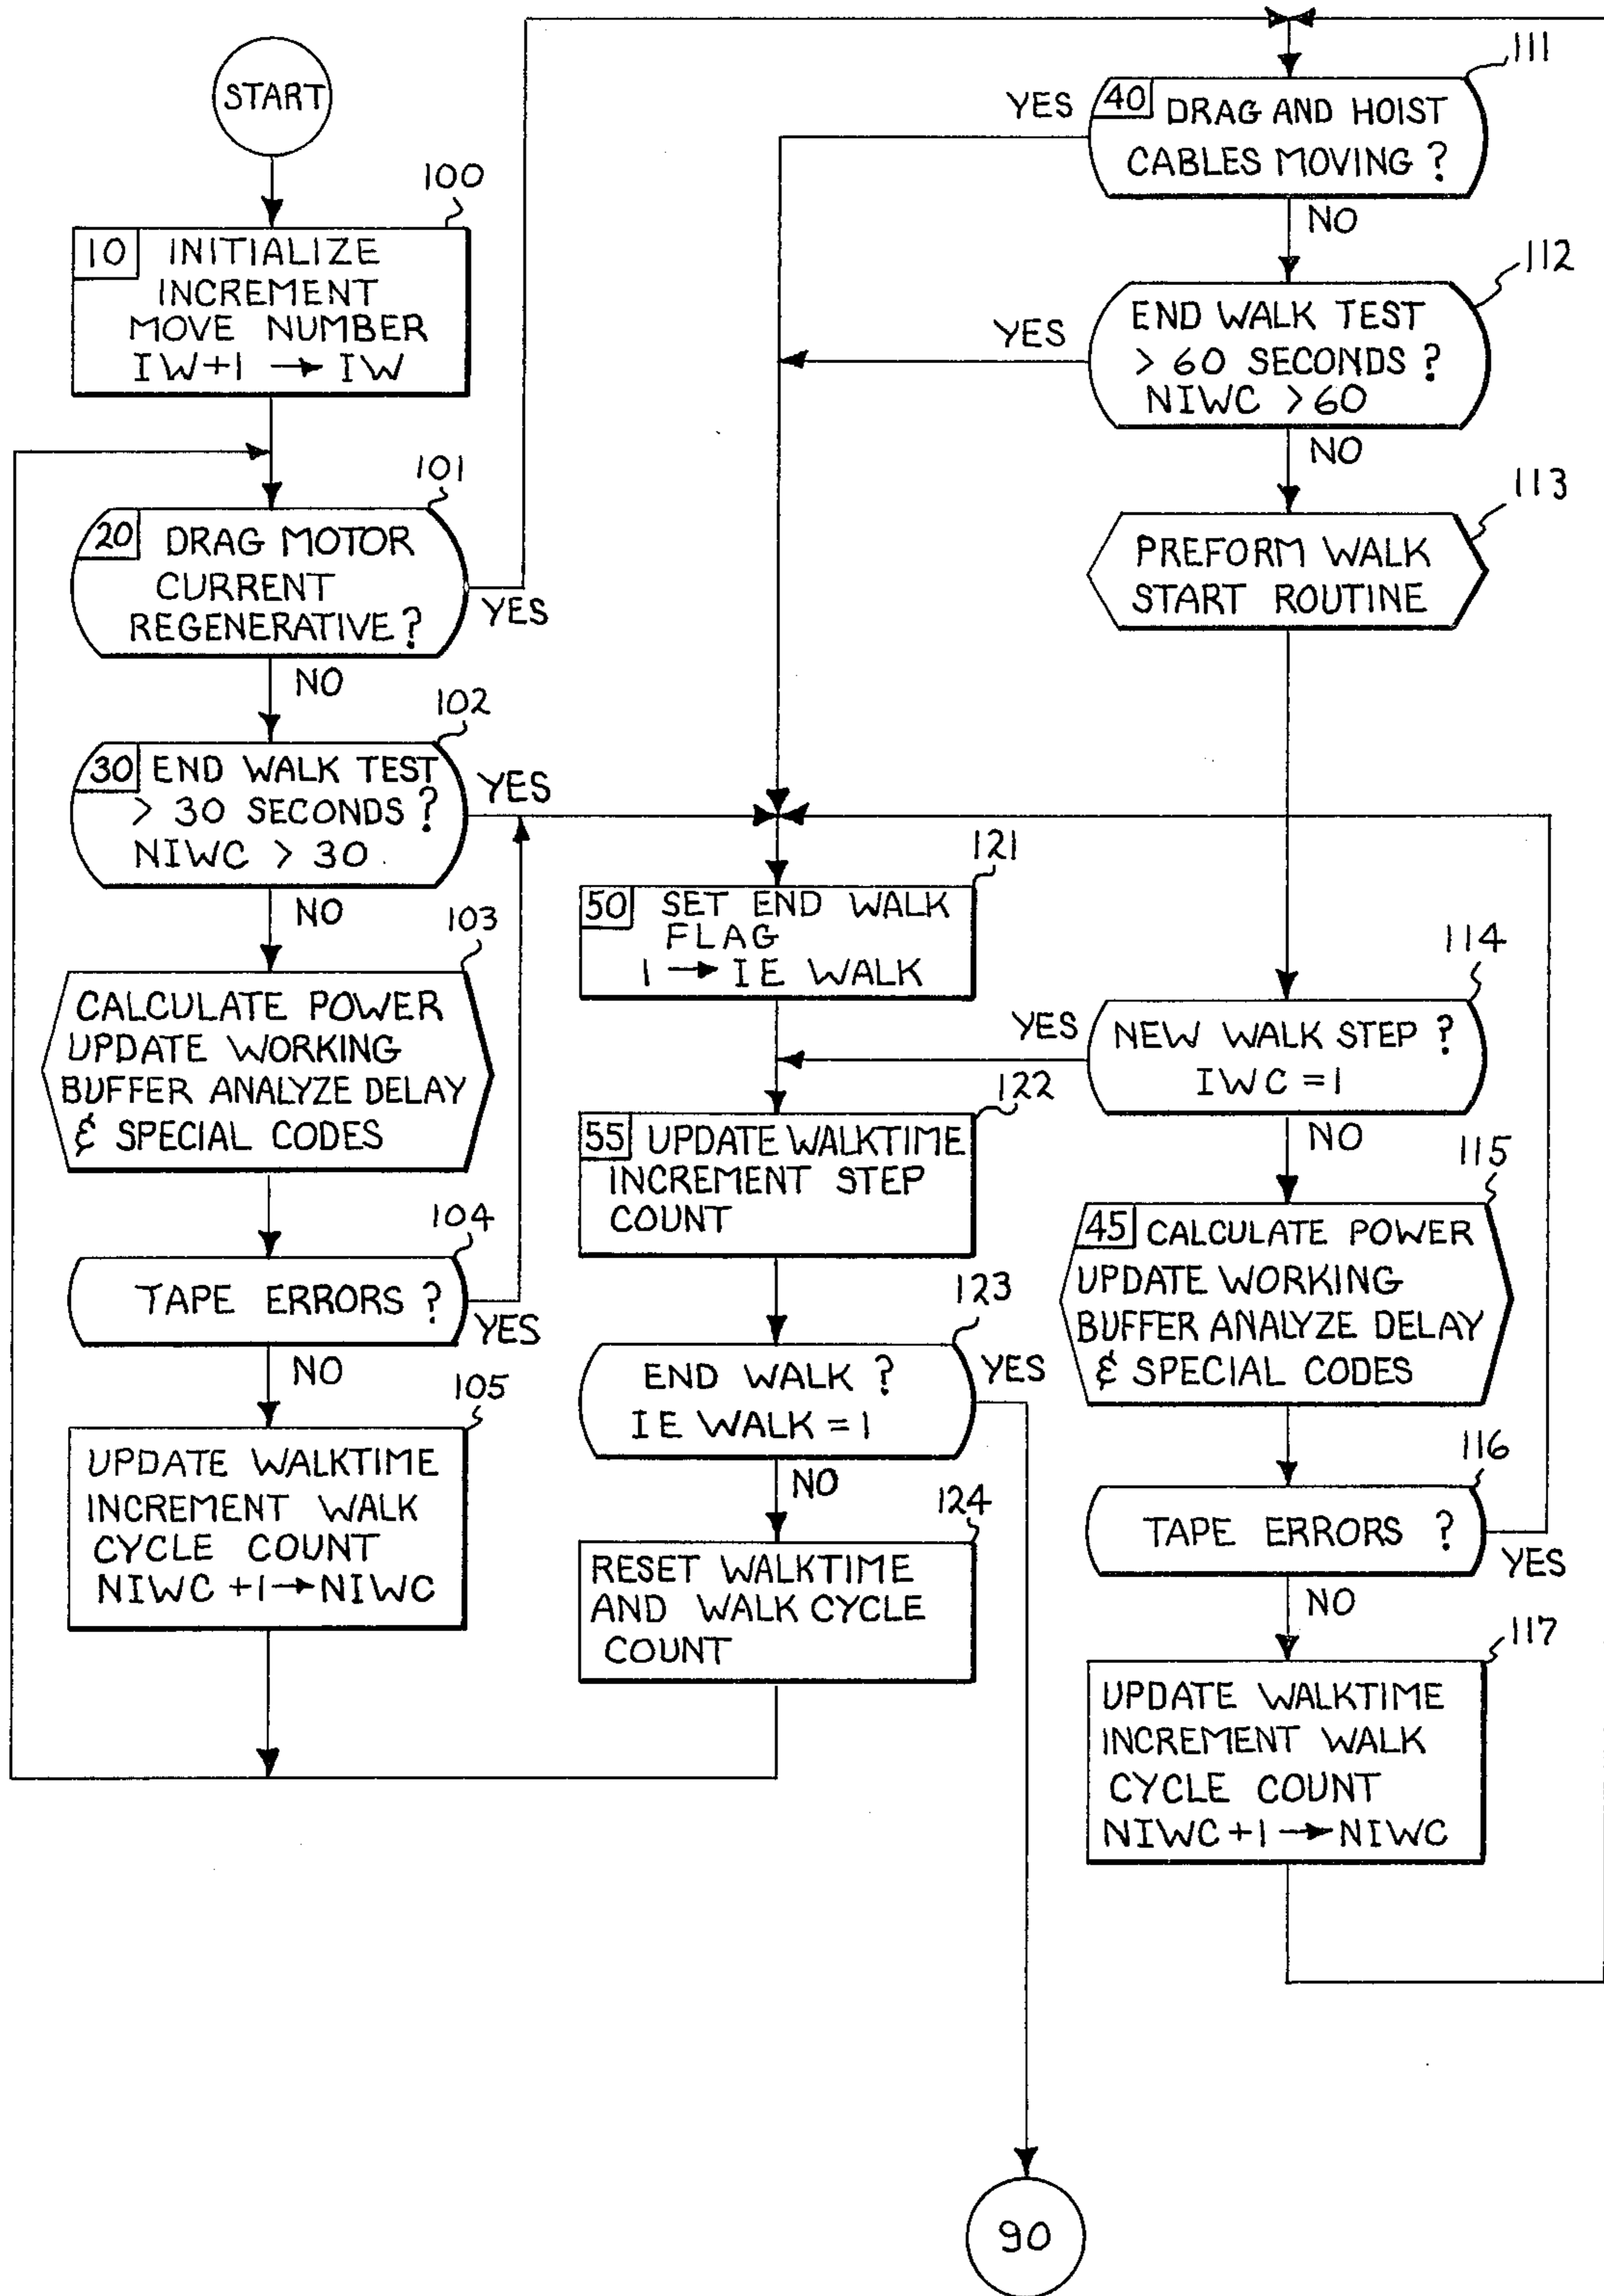 START
100
10 INITIALIZE
INCREMENT
MOVE NUMBER
IW+1 → IW
101
20 DRAG MOTOR
CURRENT
REGENERATIVE?
YES
NO
102
30 END WALK TEST
> 30 SECONDS?
NIWC > 30
YES
NO
103
CALCULATE POWER
UPDATE WORKING
BUFFER ANALYZE DELAY
& SPECIAL CODES
104
TAPE ERRORS?
YES
NO
105
UPDATE WALKTIME
INCREMENT WALK
CYCLE COUNT
NIWC +1→NIWC
121
50 SET END WALK
FLAG
1 → IE WALK
122
55 UPDATE WALKTIME
INCREMENT STEP
COUNT
123
END WALK?
IE WALK = 1
YES
NO
124
RESET WALKTIME
AND WALK CYCLE
COUNT
90
111
YES
40 DRAG AND HOIST
CABLES MOVING?
NO
112
YES
END WALK TEST
> 60 SECONDS?
NIWC >60
NO
113
PREFORM WALK
START ROUTINE
114
YES
NEW WALK STEP?
IWC = 1
NO
115
45 CALCULATE POWER
UPDATE WORKING
BUFFER ANALYZE DELAY
& SPECIAL CODES
116
TAPE ERRORS?
YES
NO
117
UPDATE WALKTIME
INCREMENT WALK
CYCLE COUNT
NIWC+1 → NIWC